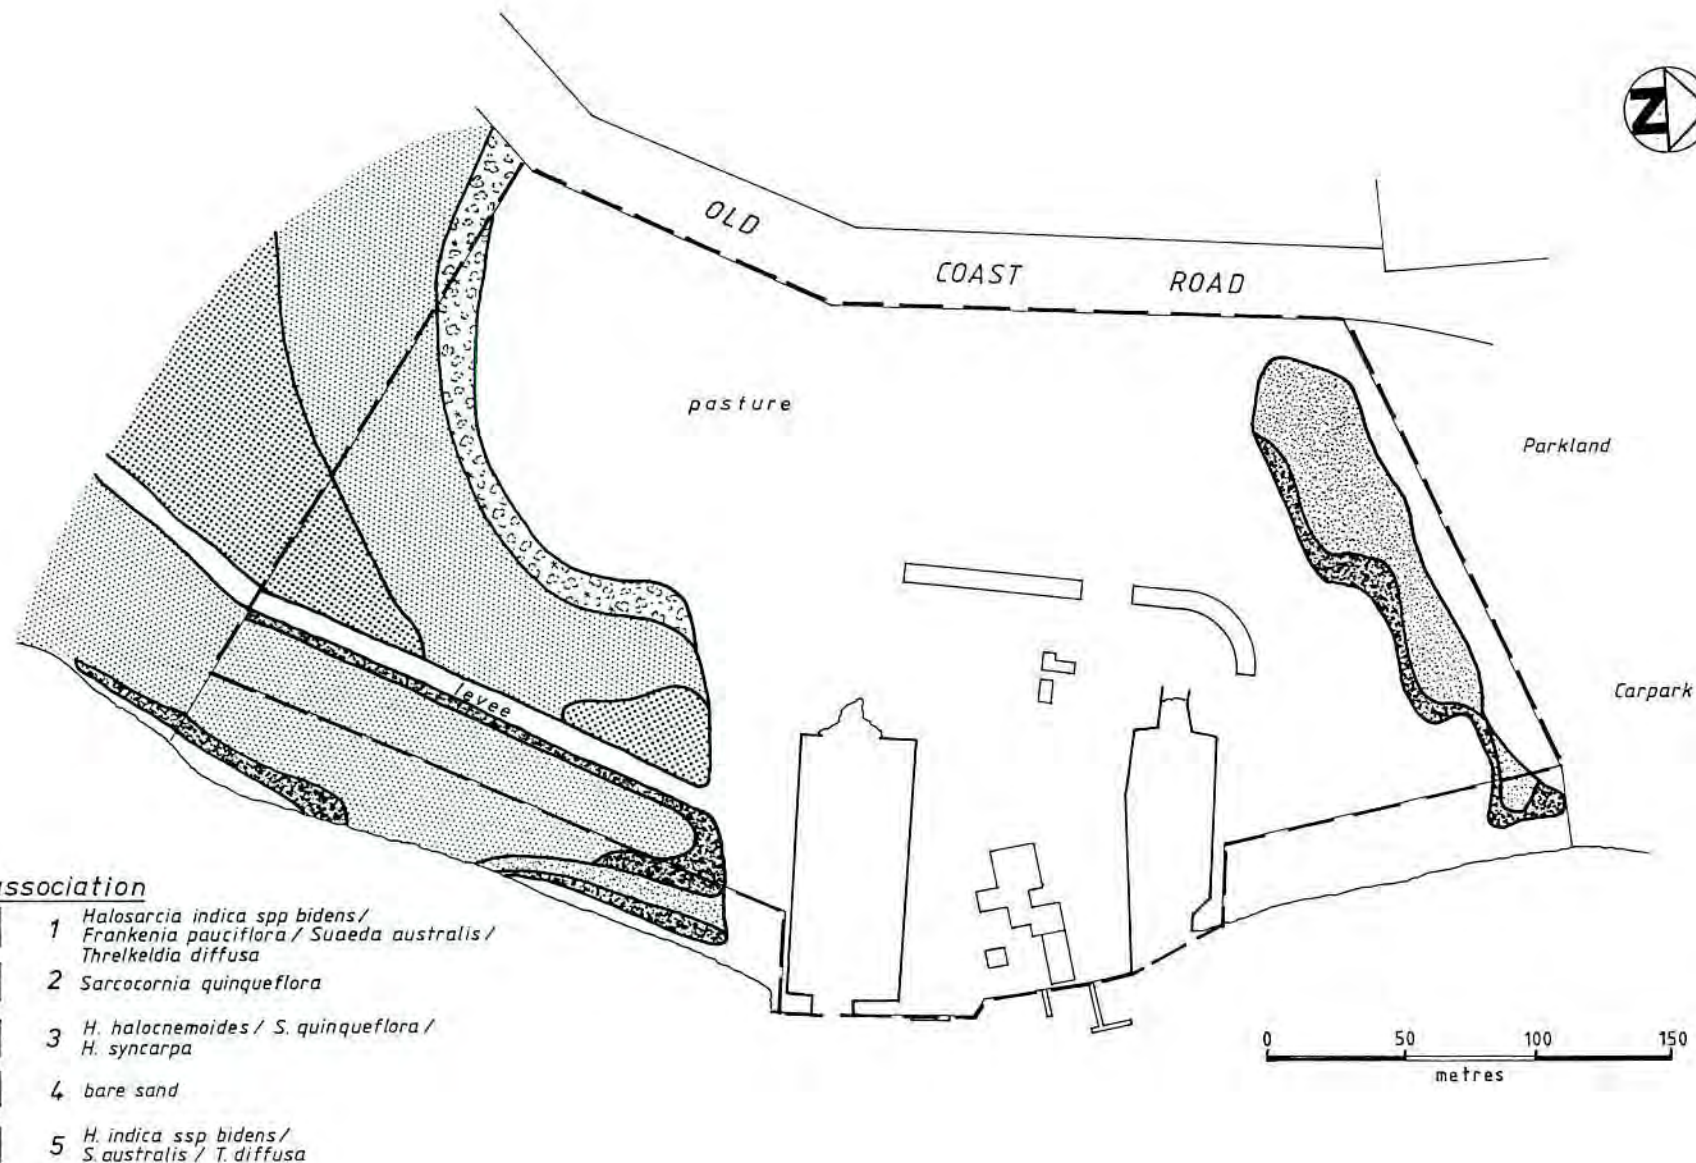 N
OLD
COAST ROAD
pasture
Parkland
Carpark
levee
ssociation
1 Halosarcia indica spp bidens /
Frankenia pauciflora / Suaeda australis /
Threlkeldia diffusa
2 Sarcocornia quinqueflora
3 H. halocnemoides / S. quinqueflora /
H. syncarpa
4 bare sand
5 H. indica ssp bidens /
S. australis / T. diffusa
0 50 100 150
metres